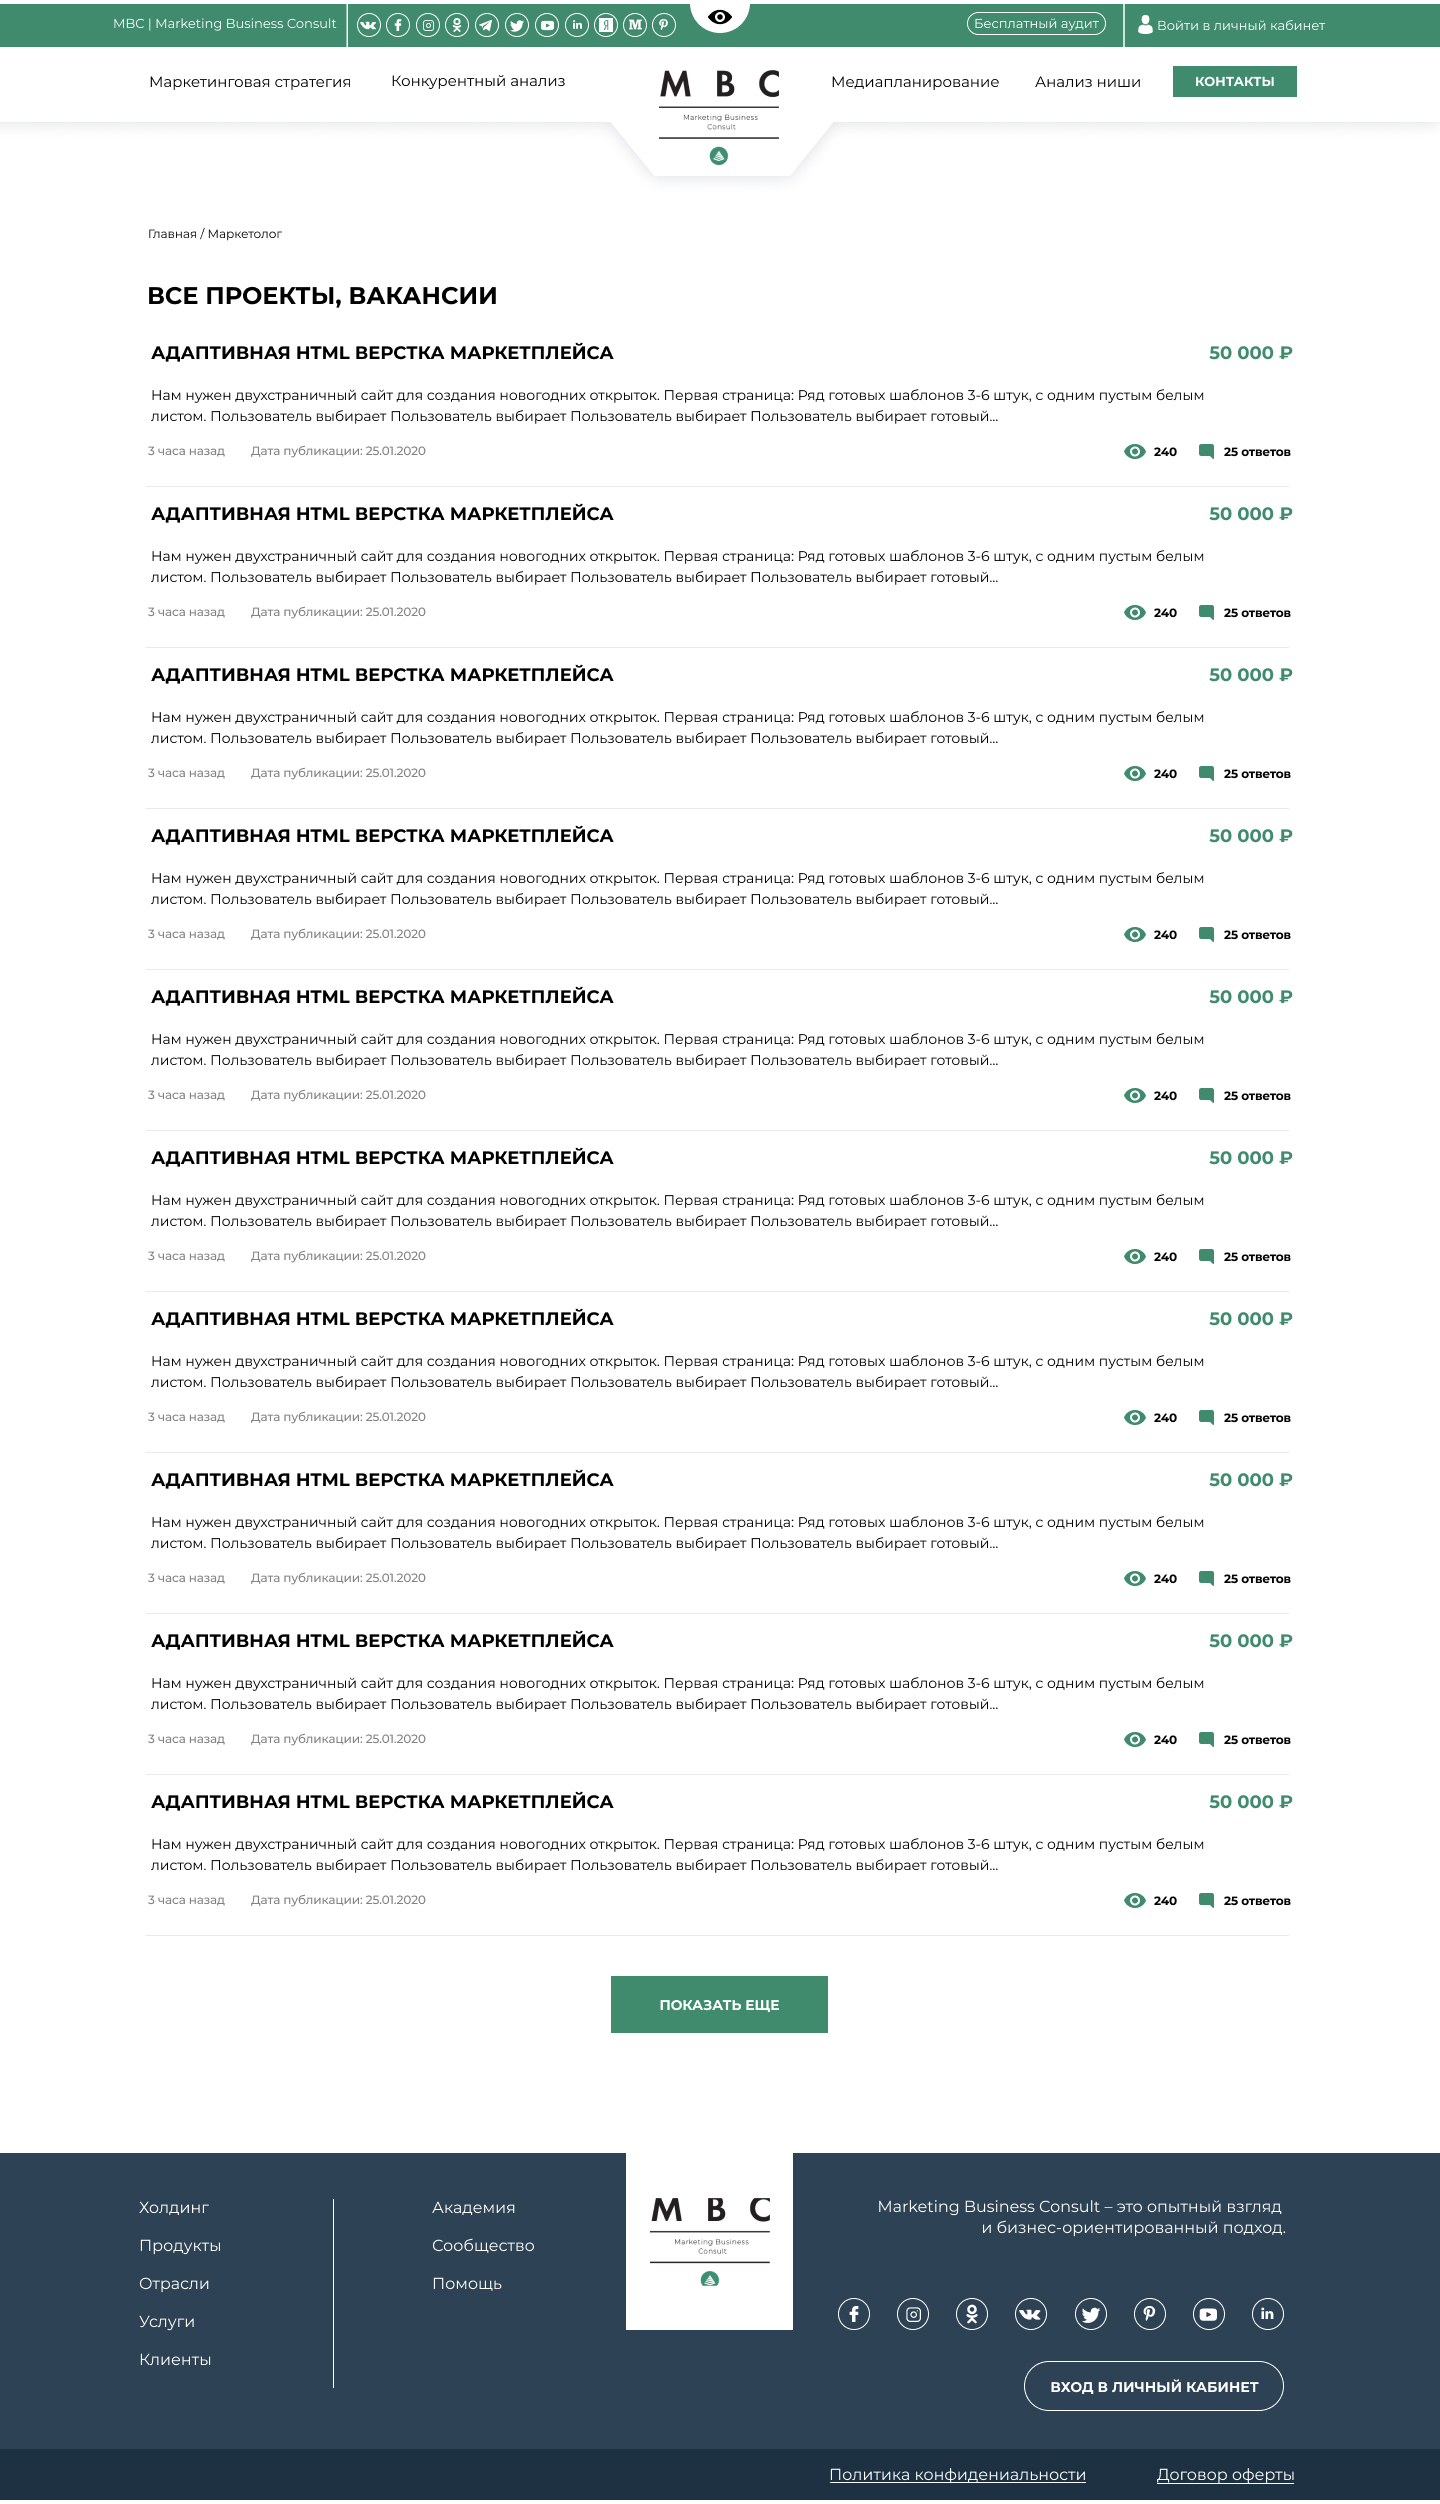 MBC | Marketing Business Consult
Бесплатный аудит
Войти в личный кабинет
Маркетинговая стратегия
Конкурентный анализ
M B C
Marketing Business
Consult
Медиапланирование
Анализ ниши
КОНТАКТЫ
Главная / Маркетолог
ВСЕ ПРОЕКТЫ, ВАКАНСИИ
АДАПТИВНАЯ HTML ВЕРСТКА МАРКЕТПЛЕЙСА
50 000 ₽
Нам нужен двухстраничный сайт для создания новогодних открыток. Первая страница: Ряд готовых шаблонов 3-6 штук, с одним пустым белым
листом. Пользователь выбирает Пользователь выбирает Пользователь выбирает Пользователь выбирает готовый...
3 часа назад Дата публикации: 25.01.2020
240 25 ответов
АДАПТИВНАЯ HTML ВЕРСТКА МАРКЕТПЛЕЙСА
50 000 ₽
Нам нужен двухстраничный сайт для создания новогодних открыток. Первая страница: Ряд готовых шаблонов 3-6 штук, с одним пустым белым
листом. Пользователь выбирает Пользователь выбирает Пользователь выбирает Пользователь выбирает готовый...
3 часа назад Дата публикации: 25.01.2020
240 25 ответов
АДАПТИВНАЯ HTML ВЕРСТКА МАРКЕТПЛЕЙСА
50 000 ₽
Нам нужен двухстраничный сайт для создания новогодних открыток. Первая страница: Ряд готовых шаблонов 3-6 штук, с одним пустым белым
листом. Пользователь выбирает Пользователь выбирает Пользователь выбирает Пользователь выбирает готовый...
3 часа назад Дата публикации: 25.01.2020
240 25 ответов
АДАПТИВНАЯ HTML ВЕРСТКА МАРКЕТПЛЕЙСА
50 000 ₽
Нам нужен двухстраничный сайт для создания новогодних открыток. Первая страница: Ряд готовых шаблонов 3-6 штук, с одним пустым белым
листом. Пользователь выбирает Пользователь выбирает Пользователь выбирает Пользователь выбирает готовый...
3 часа назад Дата публикации: 25.01.2020
240 25 ответов
АДАПТИВНАЯ HTML ВЕРСТКА МАРКЕТПЛЕЙСА
50 000 ₽
Нам нужен двухстраничный сайт для создания новогодних открыток. Первая страница: Ряд готовых шаблонов 3-6 штук, с одним пустым белым
листом. Пользователь выбирает Пользователь выбирает Пользователь выбирает Пользователь выбирает готовый...
3 часа назад Дата публикации: 25.01.2020
240 25 ответов
АДАПТИВНАЯ HTML ВЕРСТКА МАРКЕТПЛЕЙСА
50 000 ₽
Нам нужен двухстраничный сайт для создания новогодних открыток. Первая страница: Ряд готовых шаблонов 3-6 штук, с одним пустым белым
листом. Пользователь выбирает Пользователь выбирает Пользователь выбирает Пользователь выбирает готовый...
3 часа назад Дата публикации: 25.01.2020
240 25 ответов
АДАПТИВНАЯ HTML ВЕРСТКА МАРКЕТПЛЕЙСА
50 000 ₽
Нам нужен двухстраничный сайт для создания новогодних открыток. Первая страница: Ряд готовых шаблонов 3-6 штук, с одним пустым белым
листом. Пользователь выбирает Пользователь выбирает Пользователь выбирает Пользователь выбирает готовый...
3 часа назад Дата публикации: 25.01.2020
240 25 ответов
АДАПТИВНАЯ HTML ВЕРСТКА МАРКЕТПЛЕЙСА
50 000 ₽
Нам нужен двухстраничный сайт для создания новогодних открыток. Первая страница: Ряд готовых шаблонов 3-6 штук, с одним пустым белым
листом. Пользователь выбирает Пользователь выбирает Пользователь выбирает Пользователь выбирает готовый...
3 часа назад Дата публикации: 25.01.2020
240 25 ответов
АДАПТИВНАЯ HTML ВЕРСТКА МАРКЕТПЛЕЙСА
50 000 ₽
Нам нужен двухстраничный сайт для создания новогодних открыток. Первая страница: Ряд готовых шаблонов 3-6 штук, с одним пустым белым
листом. Пользователь выбирает Пользователь выбирает Пользователь выбирает Пользователь выбирает готовый...
3 часа назад Дата публикации: 25.01.2020
240 25 ответов
АДАПТИВНАЯ HTML ВЕРСТКА МАРКЕТПЛЕЙСА
50 000 ₽
Нам нужен двухстраничный сайт для создания новогодних открыток. Первая страница: Ряд готовых шаблонов 3-6 штук, с одним пустым белым
листом. Пользователь выбирает Пользователь выбирает Пользователь выбирает Пользователь выбирает готовый...
3 часа назад Дата публикации: 25.01.2020
240 25 ответов
ПОКАЗАТЬ ЕЩЕ
Холдинг
Продукты
Отрасли
Услуги
Клиенты
Академия
Сообщество
Помощь
M B C
Marketing Business
Consult
Marketing Business Consult – это опытный взгляд
и бизнес-ориентированный подход.
ВХОД В ЛИЧНЫЙ КАБИНЕТ
Политика конфидениальности
Договор оферты